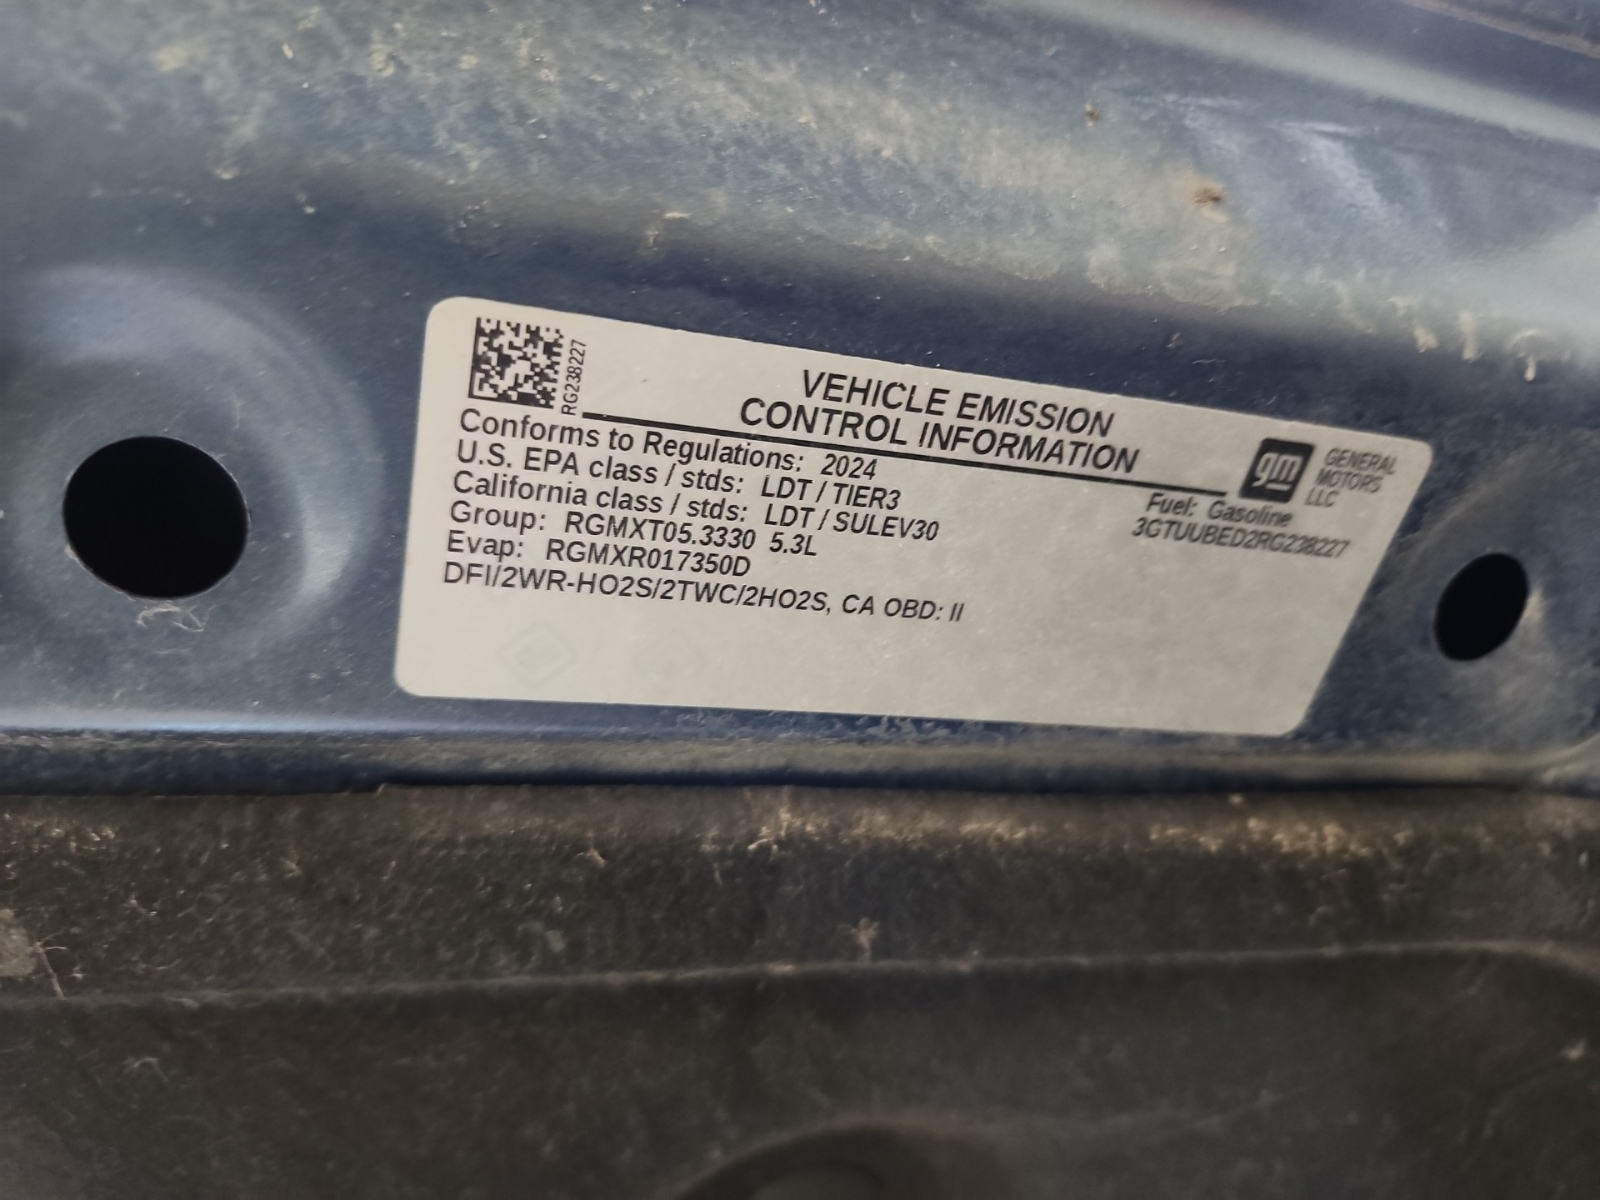 RG238227
VEHICLE EMISSION
CONTROL INFORMATION
gm
GENERAL
MOTORS
LLC
Conforms to Regulations: 2024
U.S. EPA class / stds: LDT / TIER3
California class / stds: LDT / SULEV30
Group: RGMXT05.3330 5.3L
Evap: RGMXR017350D
DFI/2WR-HO2S/2TWC/2HO2S, CA OBD: II
Fuel: Gasoline
3GTUUBED2RG238227